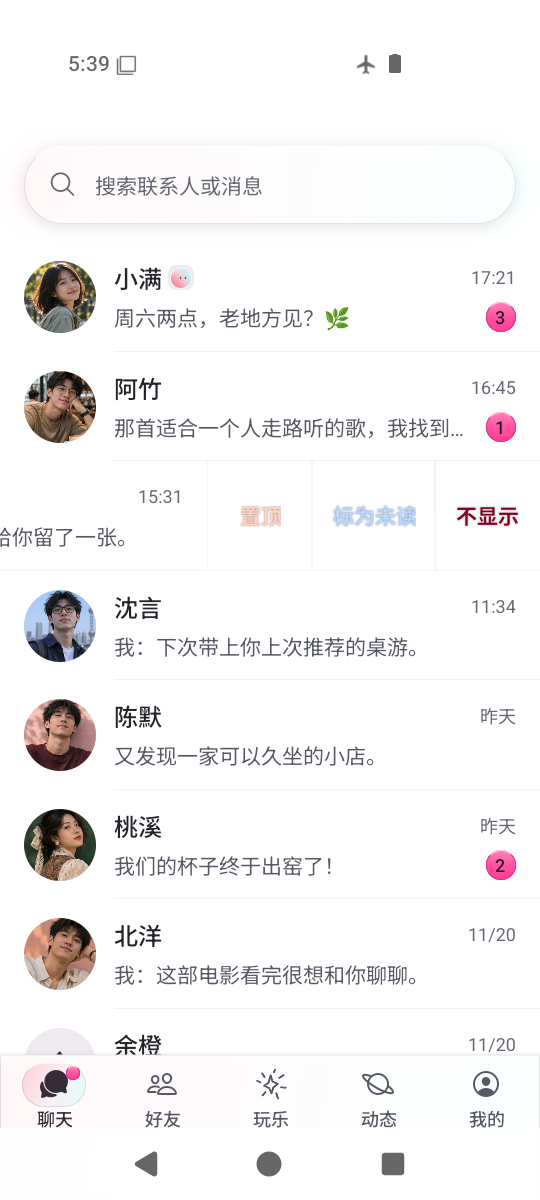 5:39
搜索联系人或消息
小满
17:21
周六两点，老地方见？🌿
3
阿竹
16:45
那首适合一个人走路听的歌，我找到…
1
15:31
给你留了一张。
置顶
标为未读
不显示
沈言
11:34
我：下次带上你上次推荐的桌游。
陈默
昨天
又发现一家可以久坐的小店。
桃溪
昨天
我们的杯子终于出窑了！
2
北洋
11/20
我：这部电影看完很想和你聊聊。
余橙
11/20
聊天
好友
玩乐
动态
我的